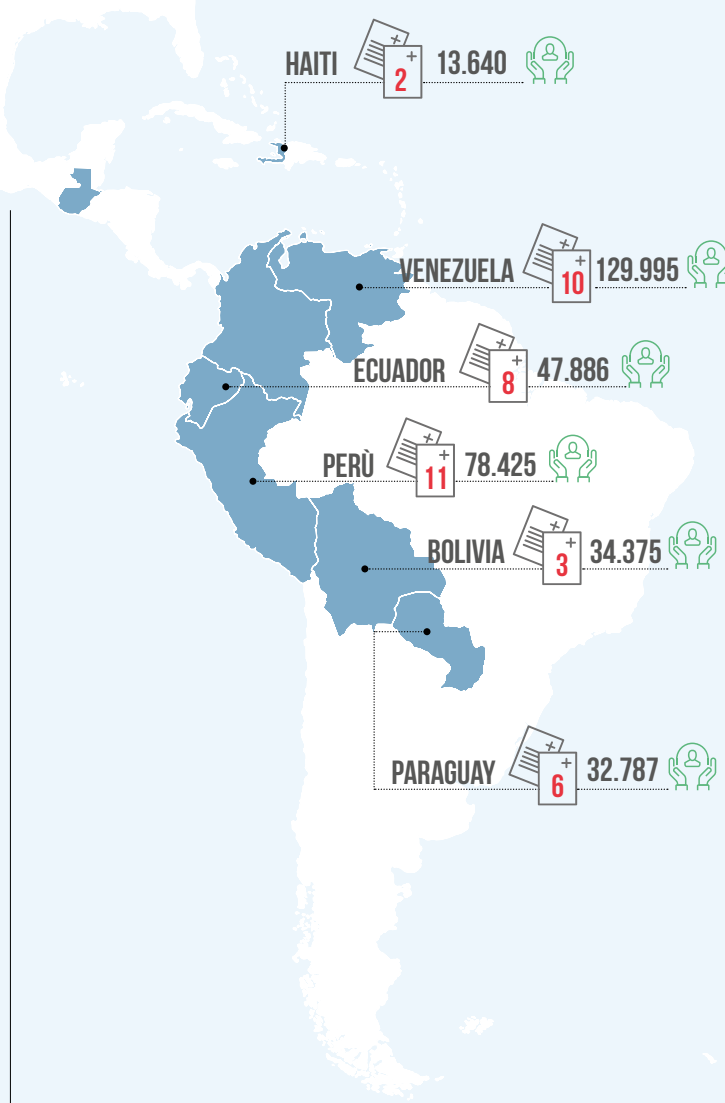 HAITI 2 13.640
VENEZUELA 10 129.995
ECUADOR 8 47.886
PERÙ 11 78.425
BOLIVIA 3 34.375
PARAGUAY 6 32.787